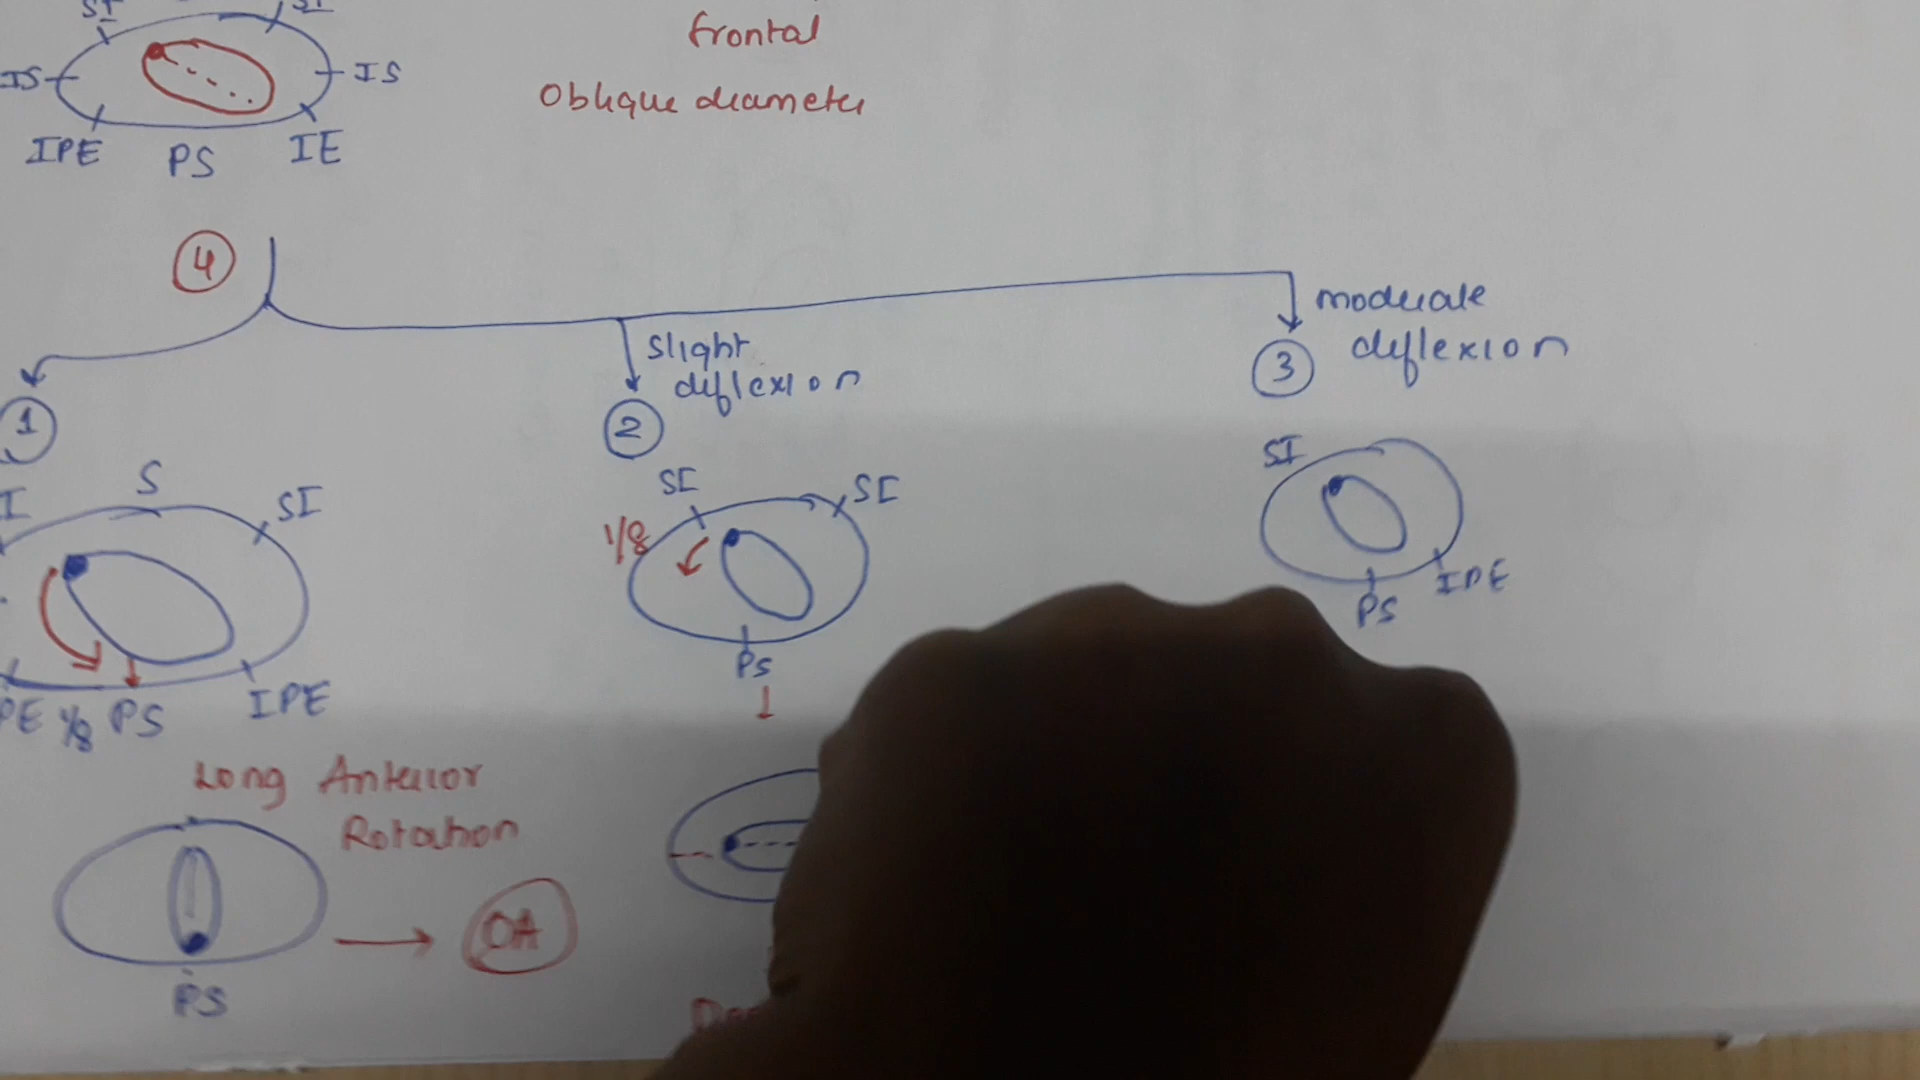 SI SI
frontal
IS IS
Oblique diameter
IPE PS IE
4
moderate
deflexion
slight
deflexion
3
1
2
SI
S
SI
SI
SI
1/8
IPE
PS
PS
IPE
PE 1/8 PS
Long Anterior
Rotation
OA
PS